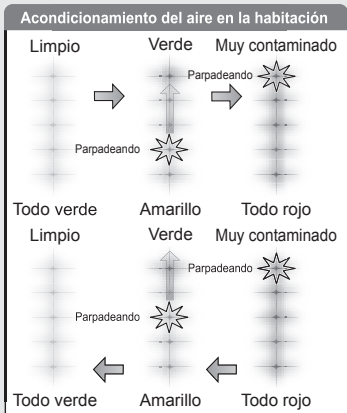 Acondicionamiento del aire en la habitación
Limpio Verde Muy contaminado
Parpadeando
Parpadeando
Todo verde Amarillo Todo rojo
Limpio Verde Muy contaminado
Parpadeando
Parpadeando
Todo verde Amarillo Todo rojo